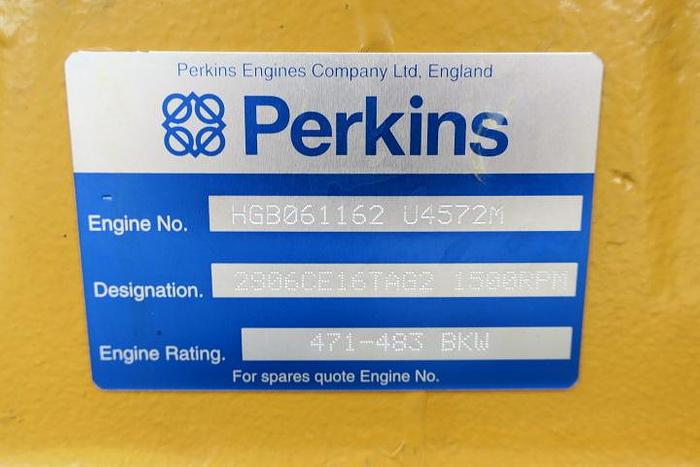 Perkins Engines Company Ltd, England
Perkins
Engine No. HGB061162 U4572M
Designation. 2806CE16TAG2 1500RPM
Engine Rating. 471-483 BKW
For spares quote Engine No.